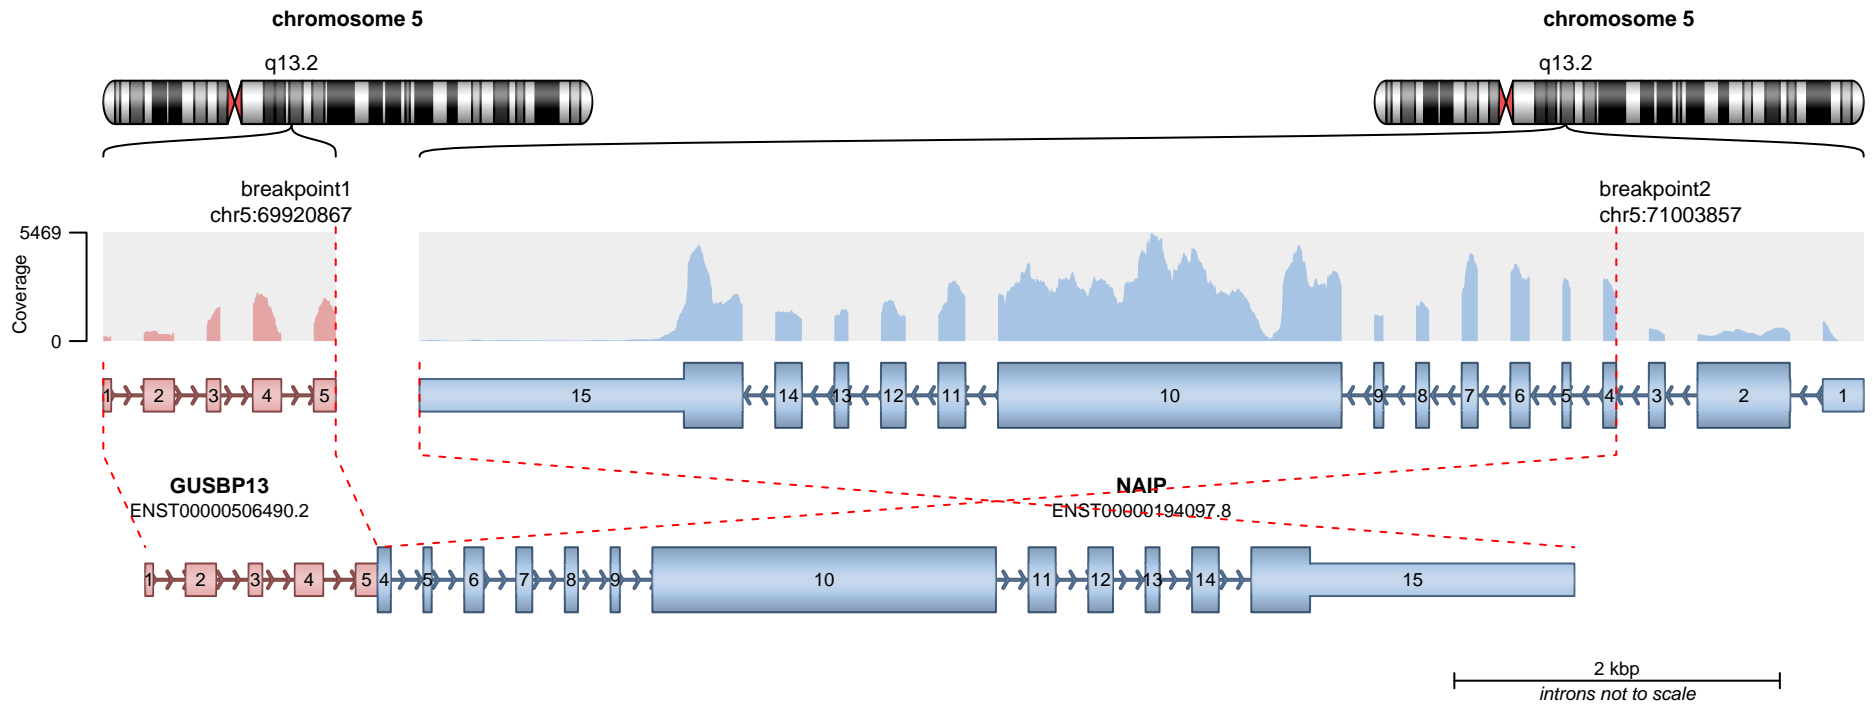 chromosome 5
chromosome 5
q13.2
q13.2
breakpoint1
chr5:69920867
breakpoint2
chr5:71003857
5469
Coverage
0
1 2 3 4 5
15 14 13 12 11 10 9 8 7 6 5 4 3 2 1
GUSBP13
ENST00000506490.2
NAIP
ENST00000194097.8
1 2 3 4 5 4 5 6 7 8 9 10 11 12 13 14 15
2 kbp
introns not to scale